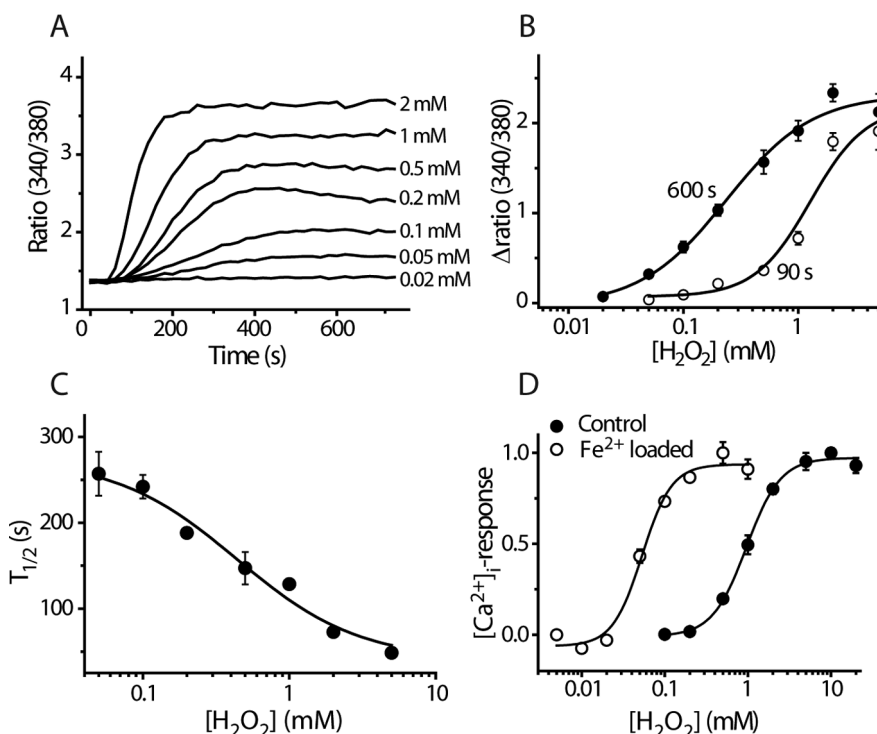 A
Ratio (340/380)
4
3
2
1
2 mM
1 mM
0.5 mM
0.2 mM
0.1 mM
0.05 mM
0.02 mM
0 200 400 600
Time (s)
B
Δratio (340/380)
2
1
0
600 s
90 s
0.01 0.1 1
[H₂O₂] (mM)
C
T₁/₂ (s)
300
200
100
0.1 1 10
[H₂O₂] (mM)
D
Control
Fe²⁺ loaded
[Ca²⁺]ᵢ-response
1.0
0.5
0.0
0.01 0.1 1 10
[H₂O₂] (mM)